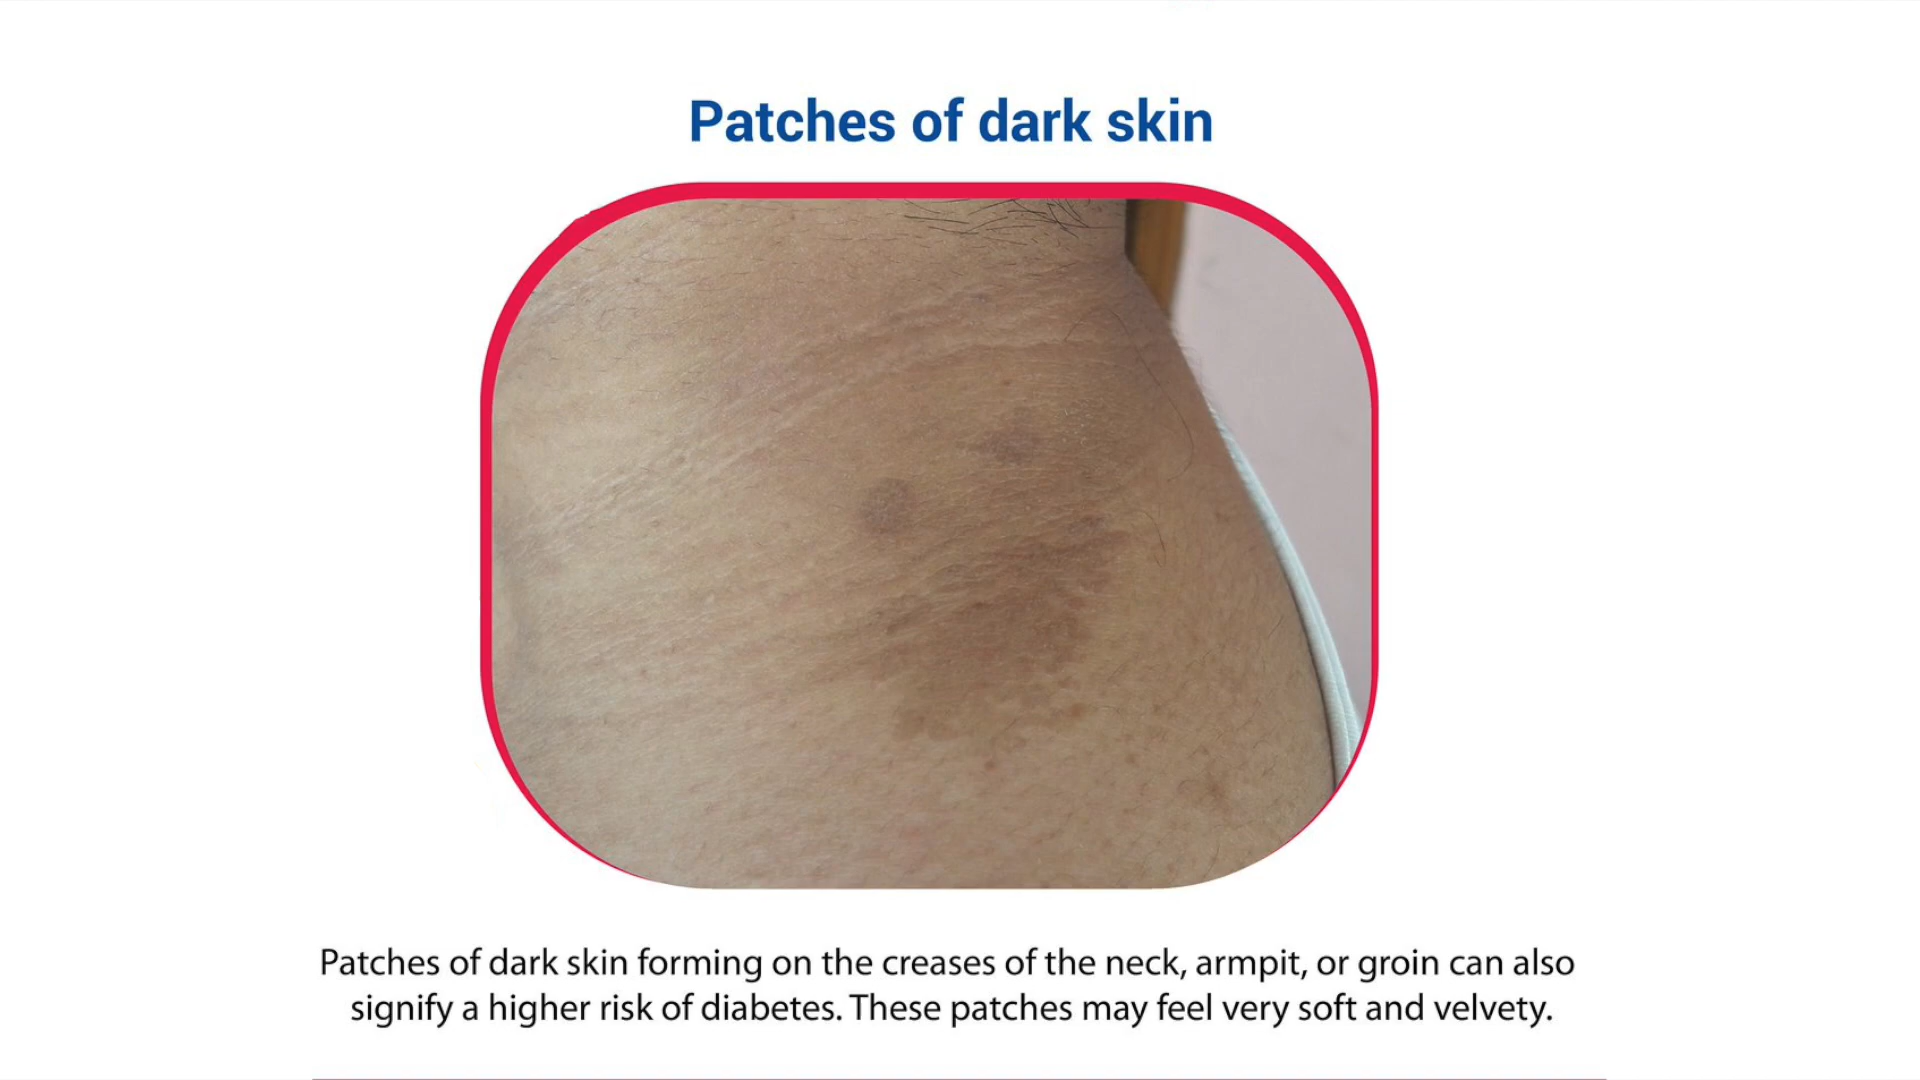 Patches of dark skin
Patches of dark skin forming on the creases of the neck, armpit, or groin can also
signify a higher risk of diabetes. These patches may feel very soft and velvety.